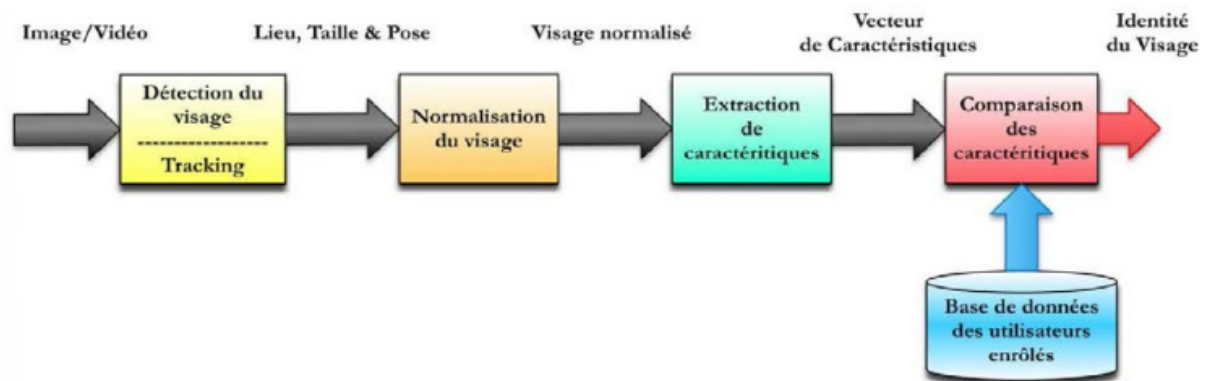 Image/Vidéo
Lieu, Taille & Pose
Visage normalisé
Vecteur
de Caractéristiques
Identité
du Visage
Détection du
visage
-------------------
Tracking
Normalisation
du visage
Extraction
de
caractéritiques
Comparaison
des
caractéritiques
Base de données
des utilisateurs
enrôlés